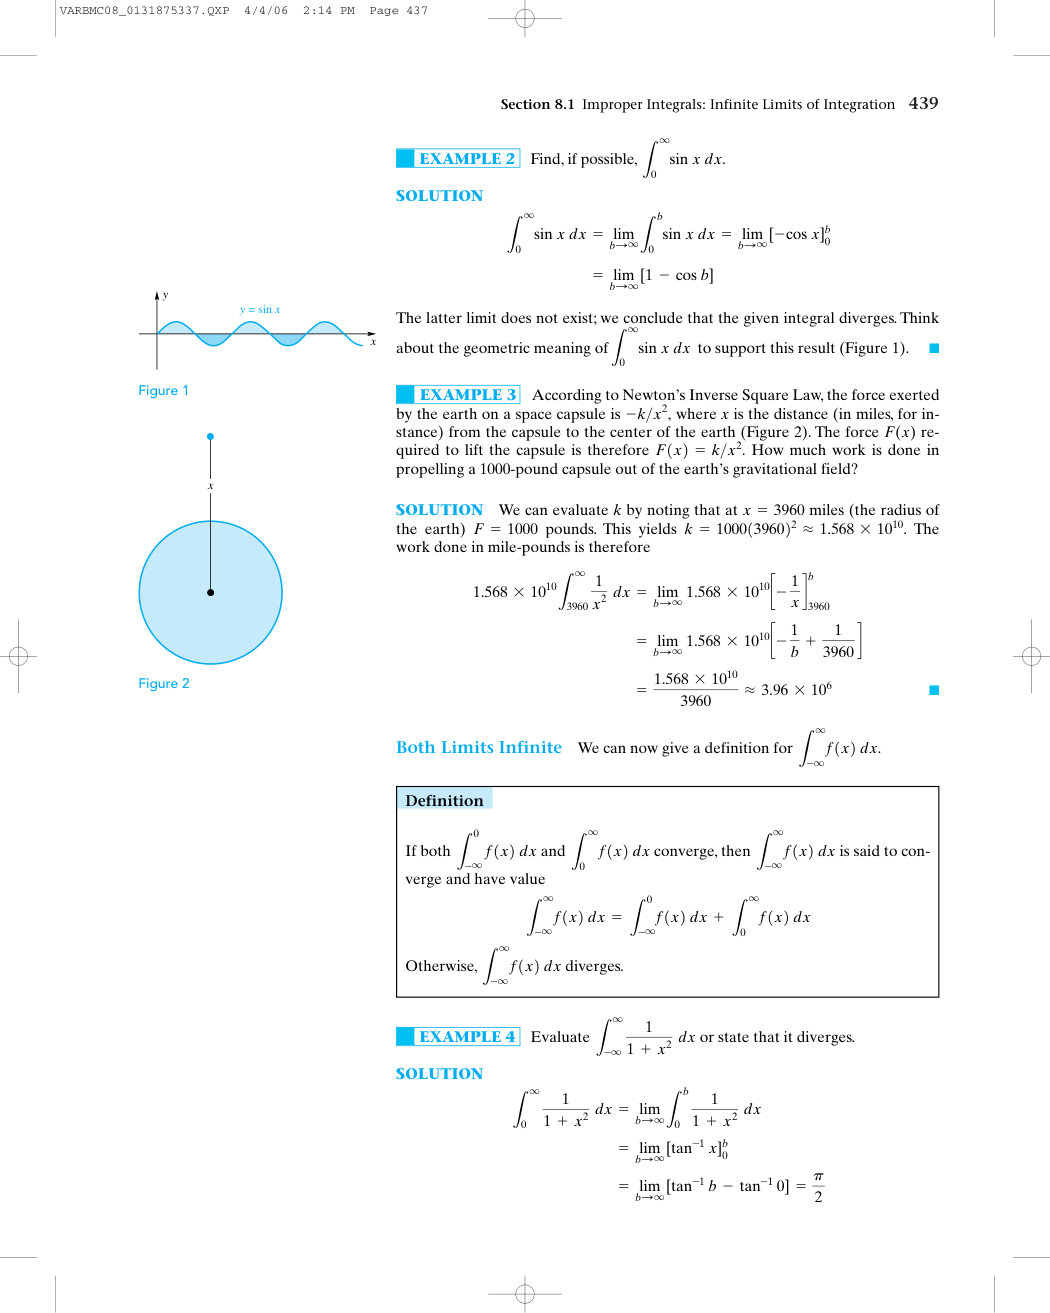 VARBMC08_0131875337.QXP 4/4/06 2:14 PM Page 437
Section 8.1 Improper Integrals: Infinite Limits of Integration 439
EXAMPLE 2 Find, if possible, ∫_0^∞ sin x dx.
SOLUTION
∫_0^∞ sin x dx = lim_{b→∞} ∫_0^b sin x dx = lim_{b→∞} [−cos x]_0^b
= lim_{b→∞} [1 − cos b]
The latter limit does not exist; we conclude that the given integral diverges. Think
about the geometric meaning of ∫_0^∞ sin x dx to support this result (Figure 1).
y
y = sin x
x
Figure 1
EXAMPLE 3 According to Newton's Inverse Square Law, the force exerted
by the earth on a space capsule is −k/x², where x is the distance (in miles, for in-
stance) from the capsule to the center of the earth (Figure 2). The force F(x) re-
quired to lift the capsule is therefore F(x) = k/x². How much work is done in
propelling a 1000-pound capsule out of the earth's gravitational field?
x
Figure 2
SOLUTION We can evaluate k by noting that at x = 3960 miles (the radius of
the earth) F = 1000 pounds. This yields k = 1000(3960)² ≈ 1.568 × 10¹⁰. The
work done in mile-pounds is therefore
1.568 × 10¹⁰ ∫_3960^∞ 1/x² dx = lim_{b→∞} 1.568 × 10¹⁰ [−1/x]_3960^b
= lim_{b→∞} 1.568 × 10¹⁰ [−1/b + 1/3960]
= 1.568 × 10¹⁰/3960 ≈ 3.96 × 10⁶
Both Limits Infinite We can now give a definition for ∫_−∞^∞ f(x) dx.
Definition
If both ∫_−∞^0 f(x) dx and ∫_0^∞ f(x) dx converge, then ∫_−∞^∞ f(x) dx is said to con-
verge and have value
∫_−∞^∞ f(x) dx = ∫_−∞^0 f(x) dx + ∫_0^∞ f(x) dx
Otherwise, ∫_−∞^∞ f(x) dx diverges.
EXAMPLE 4 Evaluate ∫_−∞^∞ 1/(1 + x²) dx or state that it diverges.
SOLUTION
∫_0^∞ 1/(1 + x²) dx = lim_{b→∞} ∫_0^b 1/(1 + x²) dx
= lim_{b→∞} [tan⁻¹ x]_0^b
= lim_{b→∞} [tan⁻¹ b − tan⁻¹ 0] = π/2